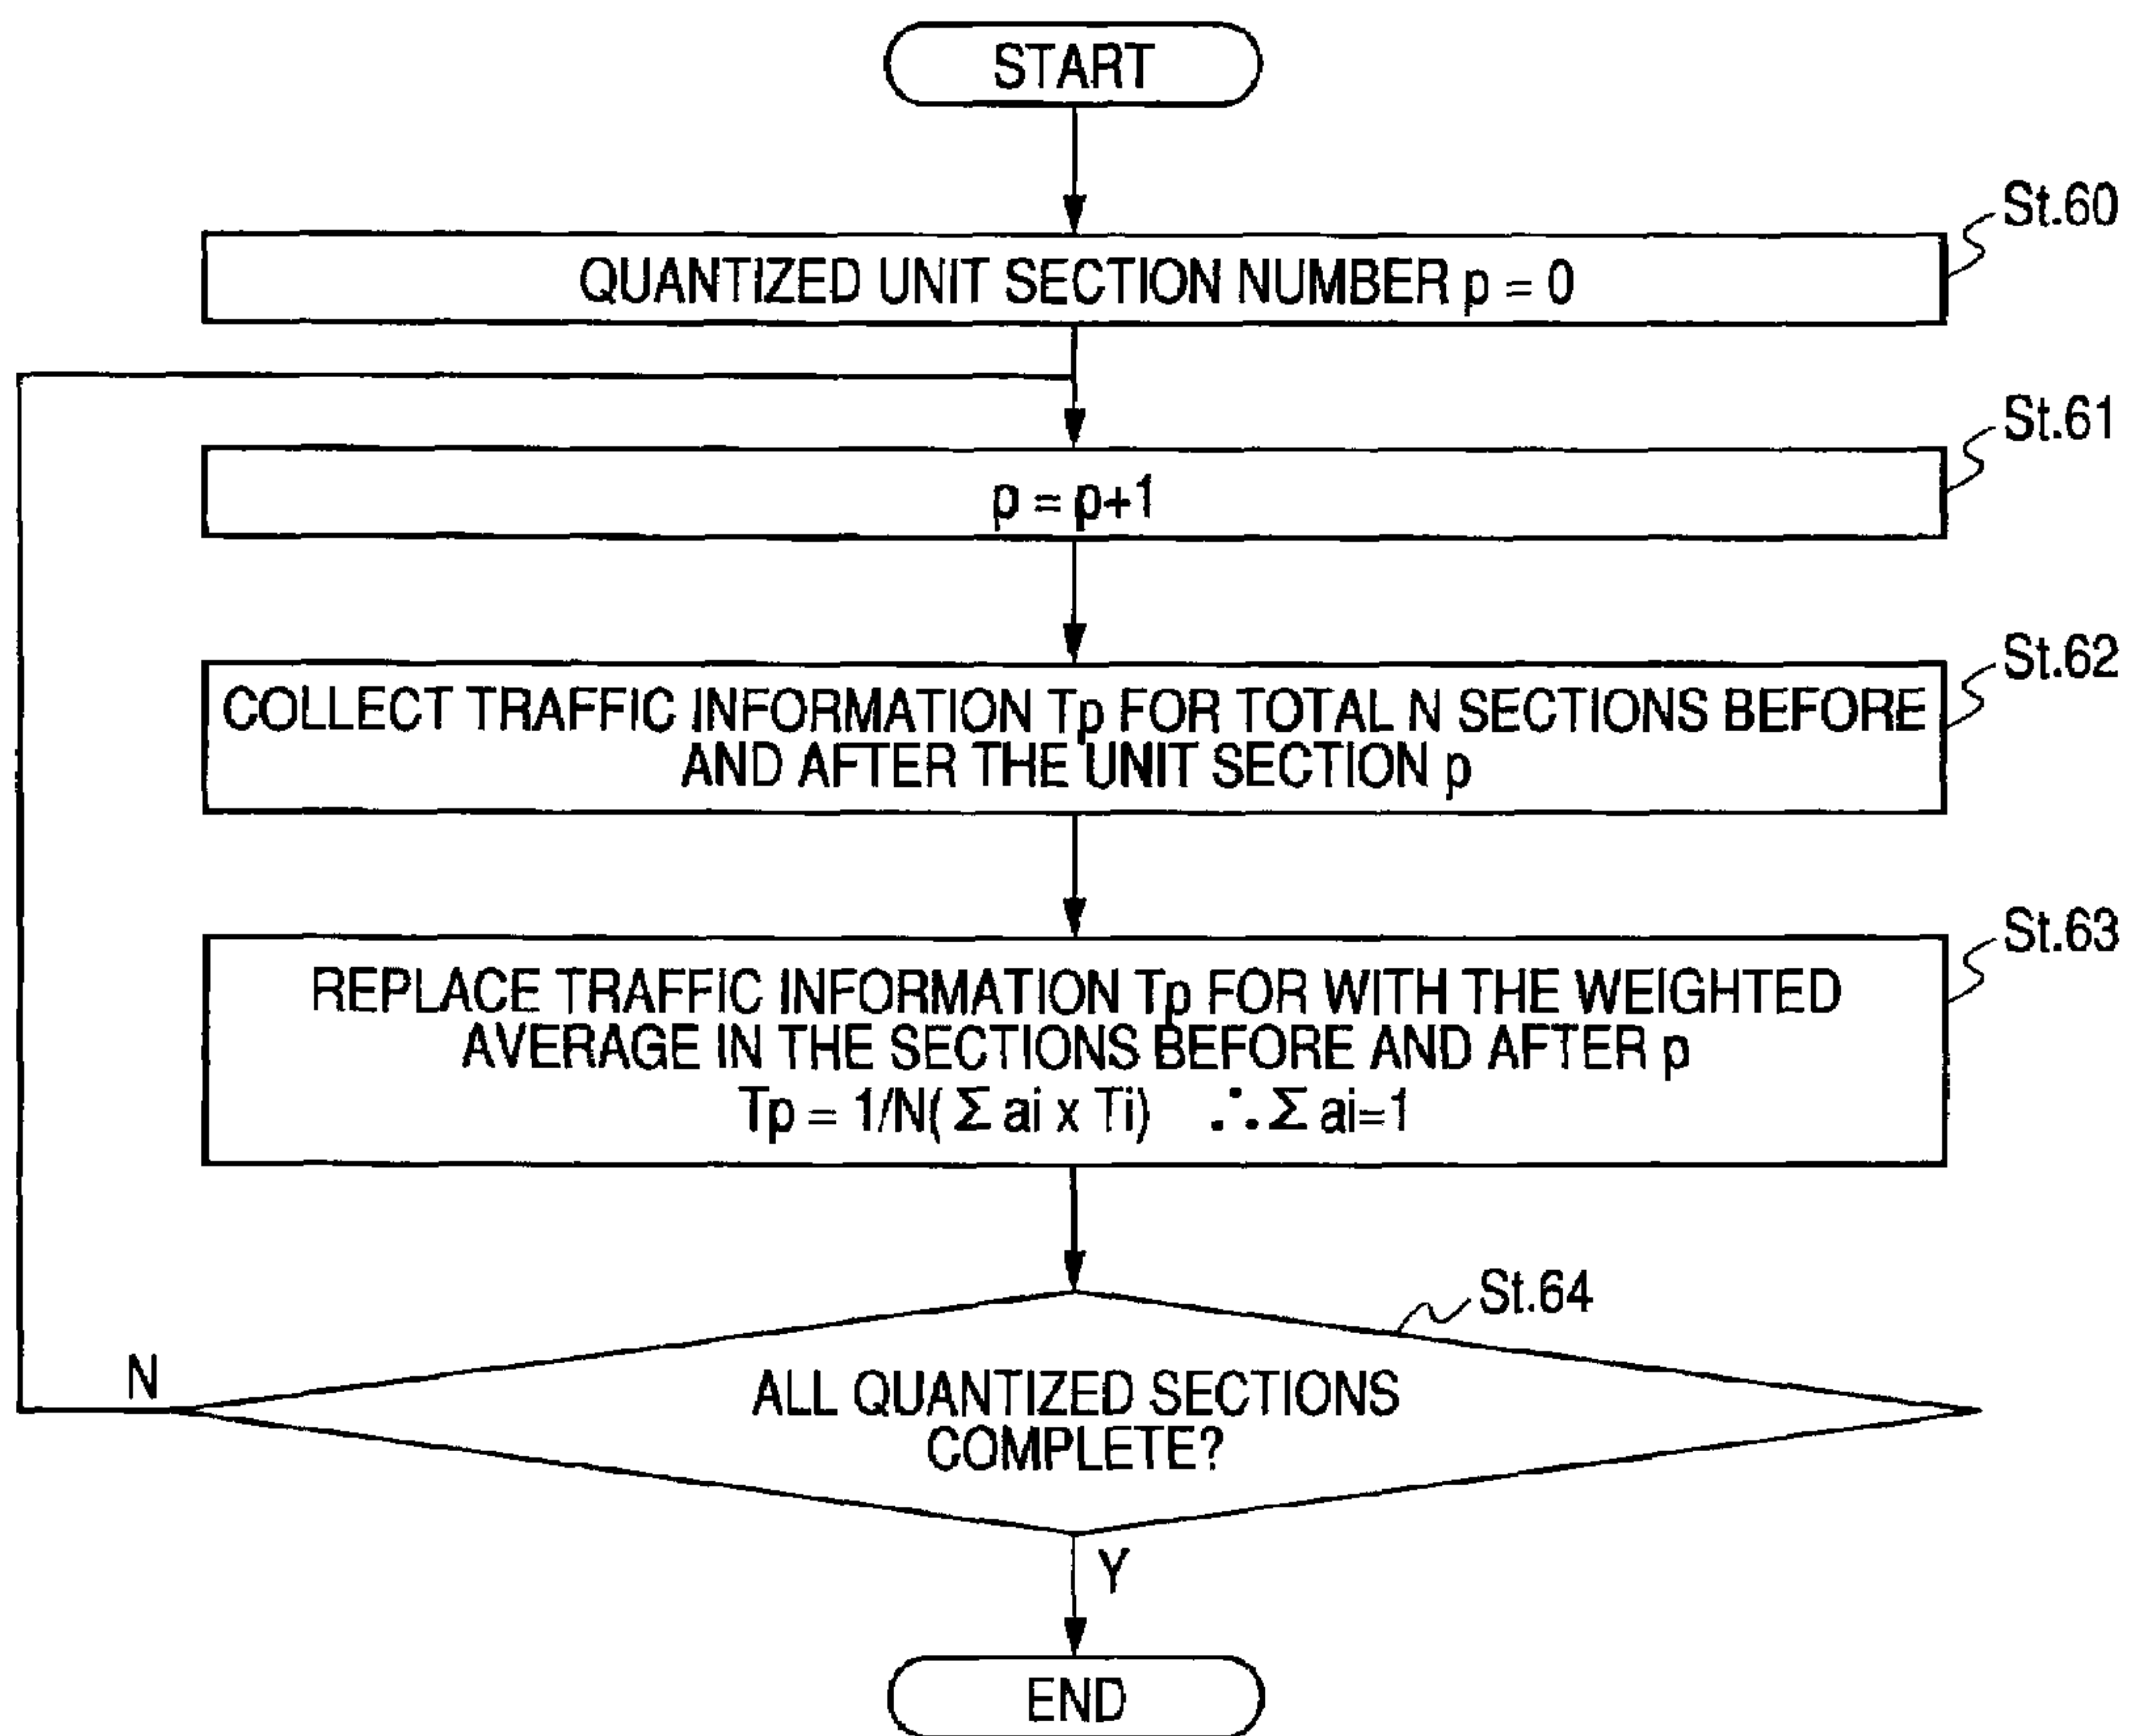 START
St.60
QUANTIZED UNIT SECTION NUMBER p = 0
St.61
p = p+1
St.62
COLLECT TRAFFIC INFORMATION Tp FOR TOTAL N SECTIONS BEFORE
AND AFTER THE UNIT SECTION p
St.63
REPLACE TRAFFIC INFORMATION Tp FOR WITH THE WEIGHTED
AVERAGE IN THE SECTIONS BEFORE AND AFTER p
Tp = 1/N( Σ ai x Ti) ∴ Σ ai=1
St.64
N
ALL QUANTIZED SECTIONS
COMPLETE?
Y
END